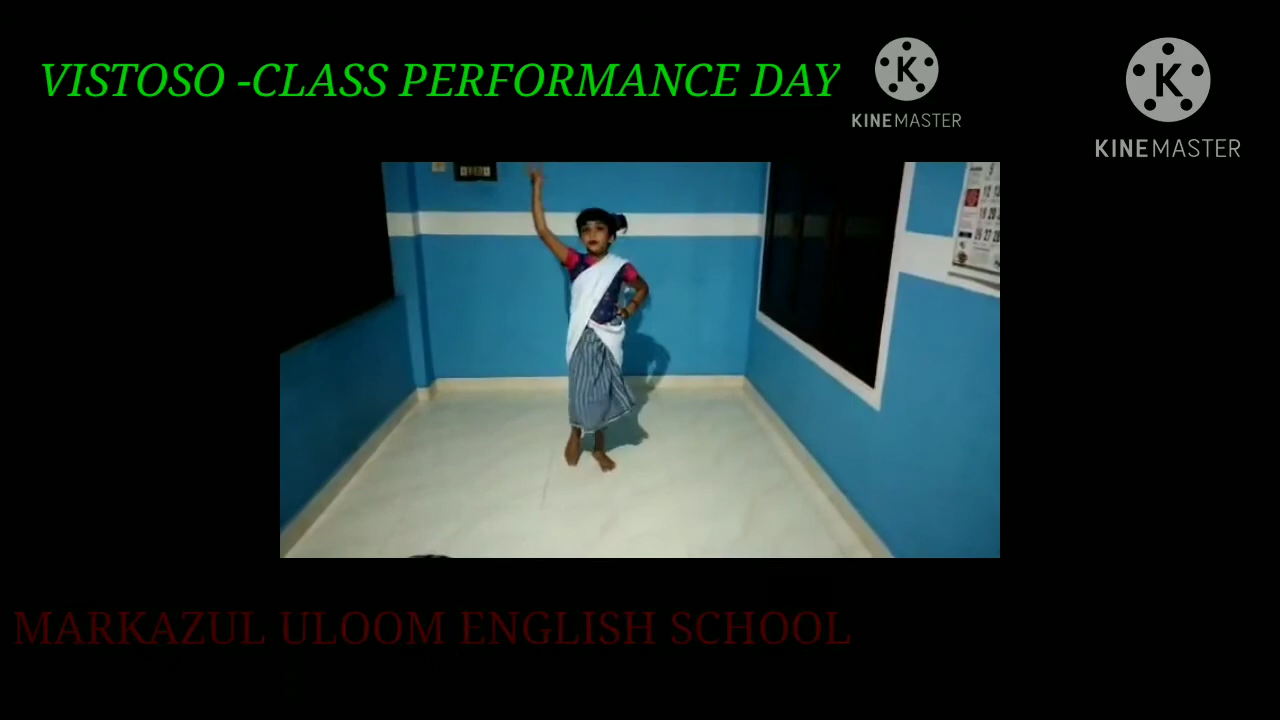 VISTOSO -CLASS PERFORMANCE DAY
K
KINEMASTER
K
KINEMASTER
MARKAZUL ULOOM ENGLISH SCHOOL